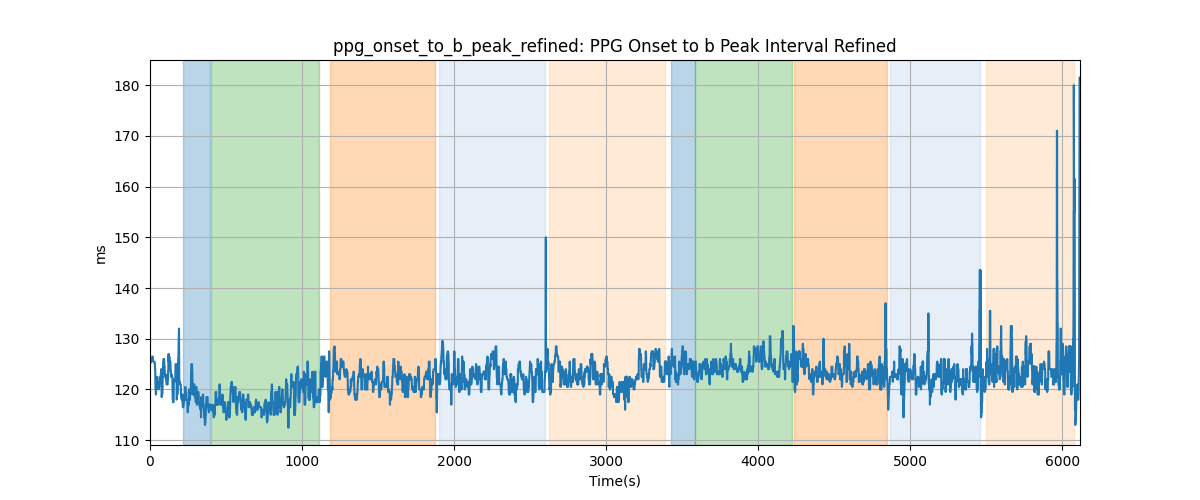 ppg_onset_to_b_peak_refined: PPG Onset to b Peak Interval Refined
180
170
160
150
140
130
120
110
ms
0 1000 2000 3000 4000 5000 6000
Time(s)